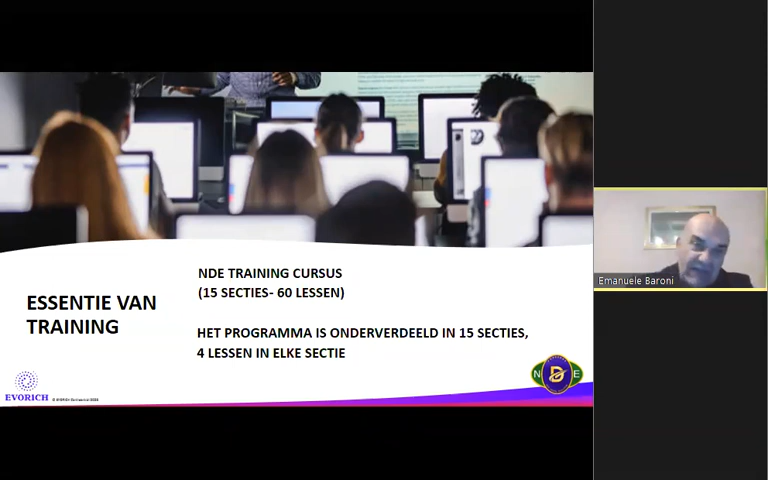 ESSENTIE VAN
TRAINING
NDE TRAINING CURSUS
(15 SECTIES- 60 LESSEN)
HET PROGRAMMA IS ONDERVERDEELD IN 15 SECTIES,
4 LESSEN IN ELKE SECTIE
EVORICH
N D E
Emanuele Baroni